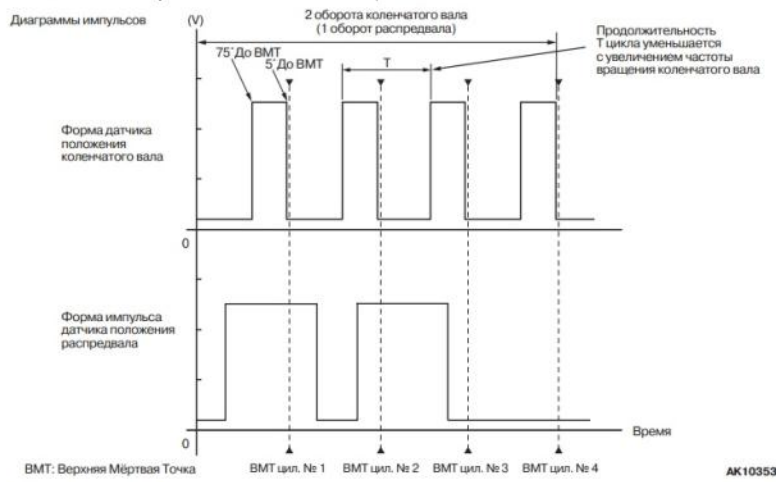 Диаграммы импульсов
(V)
2 оборота коленчатого вала
(1 оборот распредвала)
75° До ВМТ
5° До ВМТ
T
Продолжительность
T цикла уменьшается
с увеличением частоты
вращения коленчатого вала
Форма датчика
положения
коленчатого вала
0
Форма импульса
датчика положения
распредвала
0
Время
ВМТ: Верхняя Мёртвая Точка
ВМТ цил. № 1
ВМТ цил. № 2
ВМТ цил. № 3
ВМТ цил. № 4
AK10353